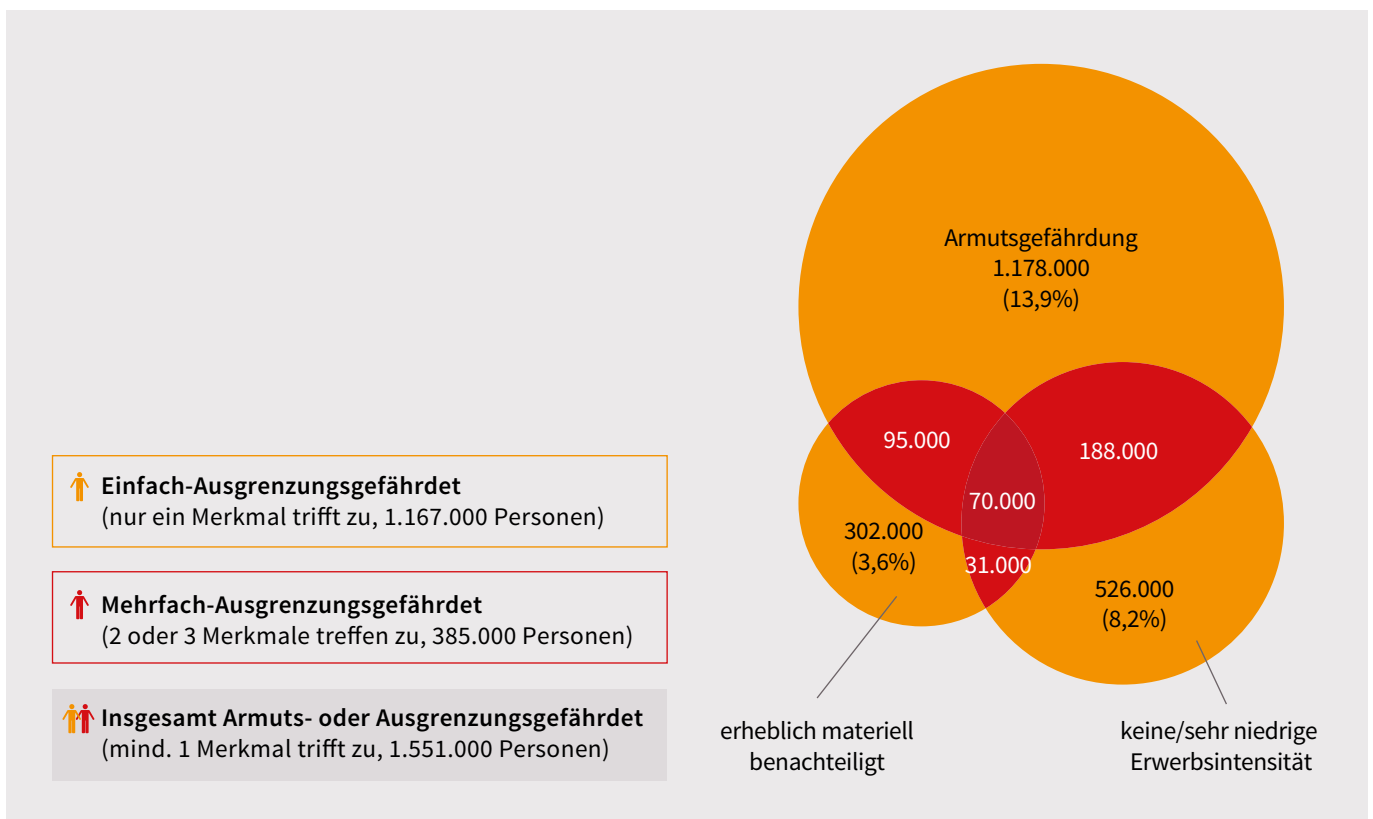 Armutsgefährdung
1.178.000
(13,9%)
95.000
188.000
70.000
302.000
(3,6%)
31.000
526.000
(8,2%)
erheblich materiell
benachteiligt
keine/sehr niedrige
Erwerbsintensität
Einfach-Ausgrenzungsgefährdet
(nur ein Merkmal trifft zu, 1.167.000 Personen)
Mehrfach-Ausgrenzungsgefährdet
(2 oder 3 Merkmale treffen zu, 385.000 Personen)
Insgesamt Armuts- oder Ausgrenzungsgefährdet
(mind. 1 Merkmal trifft zu, 1.551.000 Personen)